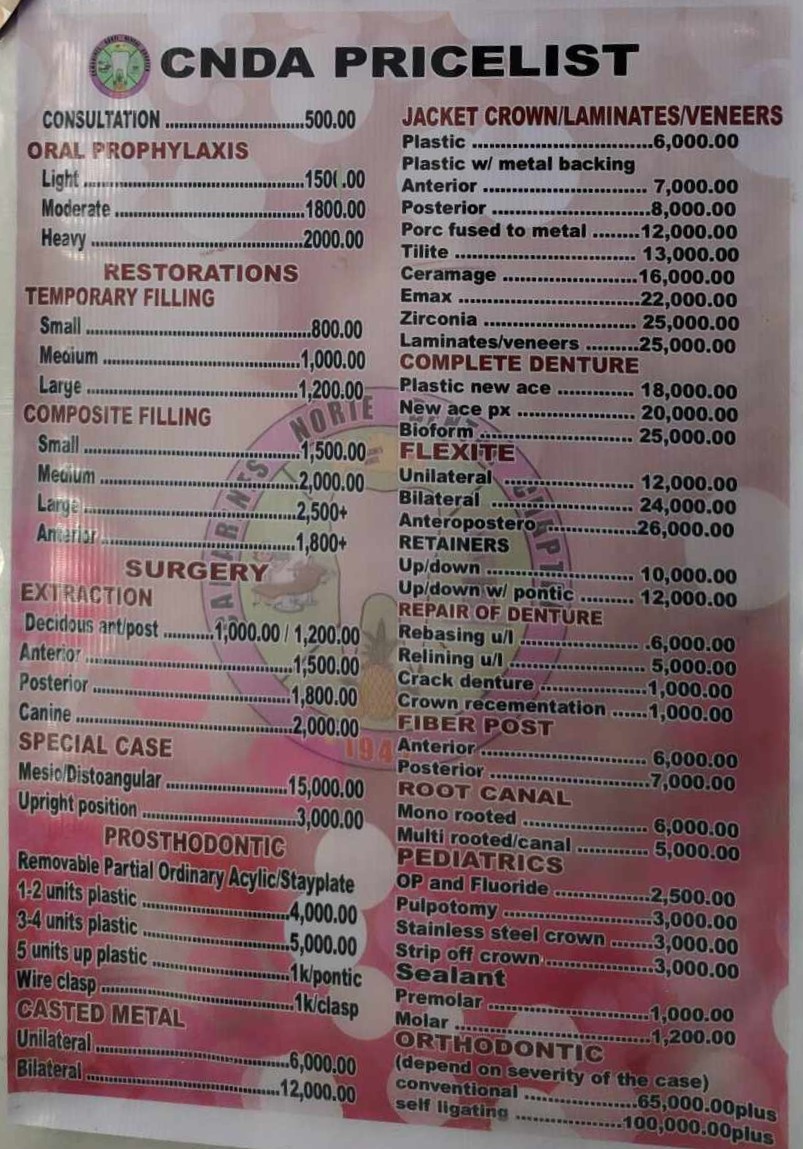 CNDA PRICELIST
CONSULTATION ..............................500.00
ORAL PROPHYLAXIS
Light ................................................1500.00
Moderate .........................................1800.00
Heavy ..............................................2000.00
RESTORATIONS
TEMPORARY FILLING
Small .................................................800.00
Medium ...........................................1,000.00
Large ..............................................1,200.00
COMPOSITE FILLING
Small ...............................................1,500.00
Medium ...........................................2,000.00
Large ..............................................2,500+
Anterior ...........................................1,800+
SURGERY
EXTRACTION
Decidous ant/post ..........1,000.00 / 1,200.00
Anterior ...........................................1,500.00
Posterior .........................................1,800.00
Canine ............................................2,000.00
SPECIAL CASE
Mesio/Distoangular .........................15,000.00
Upright position ...............................3,000.00
PROSTHODONTIC
Removable Partial Ordinary Acylic/Stayplate
1-2 units plastic ...............................4,000.00
3-4 units plastic ...............................5,000.00
5 units up plastic .............................1k/pontic
Wire clasp ........................................1k/clasp
CASTED METAL
Unilateral .........................................6,000.00
Bilateral ...........................................12,000.00
JACKET CROWN/LAMINATES/VENEERS
Plastic ...............................6,000.00
Plastic w/ metal backing
Anterior ............................ 7,000.00
Posterior ...........................8,000.00
Porc fused to metal ........12,000.00
Tilite ................................ 13,000.00
Ceramage .......................16,000.00
Emax ...............................22,000.00
Zirconia ........................... 25,000.00
Laminates/veneers .........25,000.00
COMPLETE DENTURE
Plastic new ace ............. 18,000.00
New ace px .................... 20,000.00
Bioform .......................... 25,000.00
FLEXITE
Unilateral ...................... 12,000.00
Bilateral ........................ 24,000.00
Anteropostero .................26,000.00
RETAINERS
Up/down .......................... 10,000.00
Up/down w/ pontic ......... 12,000.00
REPAIR OF DENTURE
Rebasing u/l ...................... .6,000.00
Relining u/l ........................ 5,000.00
Crack denture ...................1,000.00
Crown recementation ......1,000.00
FIBER POST
Anterior ............................. 6,000.00
Posterior ...........................7,000.00
ROOT CANAL
Mono rooted ...................... 6,000.00
Multi rooted/canal ............ 5,000.00
PEDIATRICS
OP and Fluoride ................2,500.00
Pulpotomy .........................3,000.00
Stainless steel crown .......3,000.00
Strip off crown...................3,000.00
Sealant
Premolar ............................1,000.00
Molar ..................................1,200.00
ORTHODONTIC
(depend on severity of the case)
conventional ....................65,000.00plus
self ligating ...................100,000.00plus